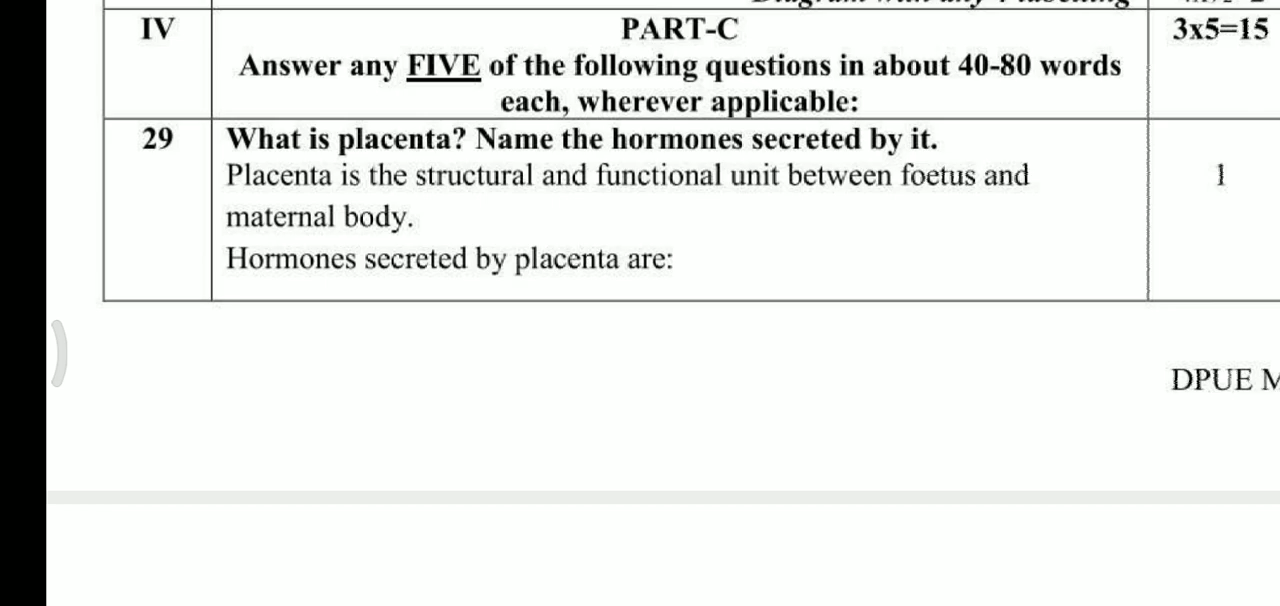 IV
PART-C
3x5=15
Answer any FIVE of the following questions in about 40-80 words
each, wherever applicable:
29
What is placenta? Name the hormones secreted by it.
Placenta is the structural and functional unit between foetus and
1
maternal body.
Hormones secreted by placenta are:
DPUE